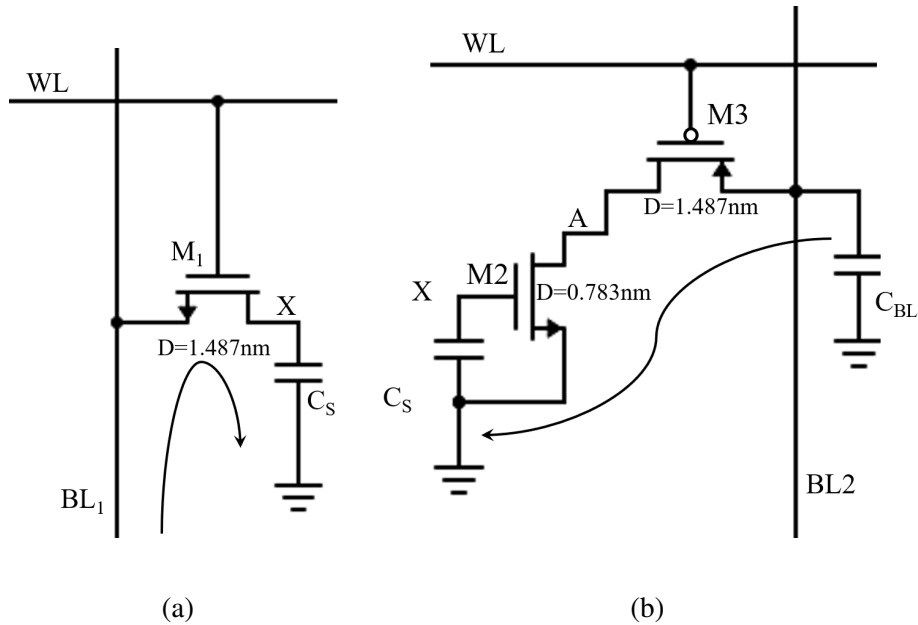 WL
M1
X
D=1.487nm
CS
BL1
(a)
WL
M3
D=1.487nm
A
M2
D=0.783nm
X
CS
CBL
BL2
(b)